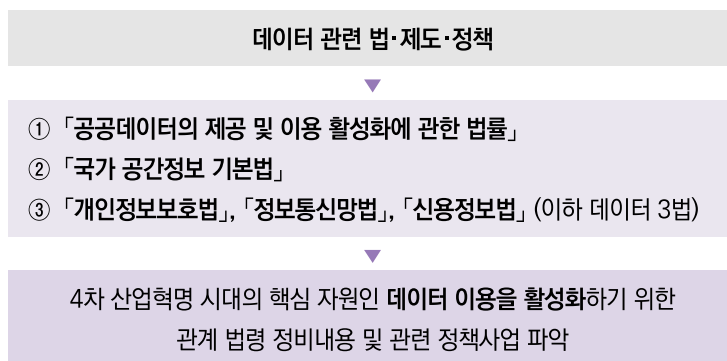 데이터 관련 법·제도·정책
① 「공공데이터의 제공 및 이용 활성화에 관한 법률」
② 「국가 공간정보 기본법」
③ 「개인정보보호법」, 「정보통신망법」, 「신용정보법」 (이하 데이터 3법)
4차 산업혁명 시대의 핵심 자원인 데이터 이용을 활성화하기 위한
관계 법령 정비내용 및 관련 정책사업 파악